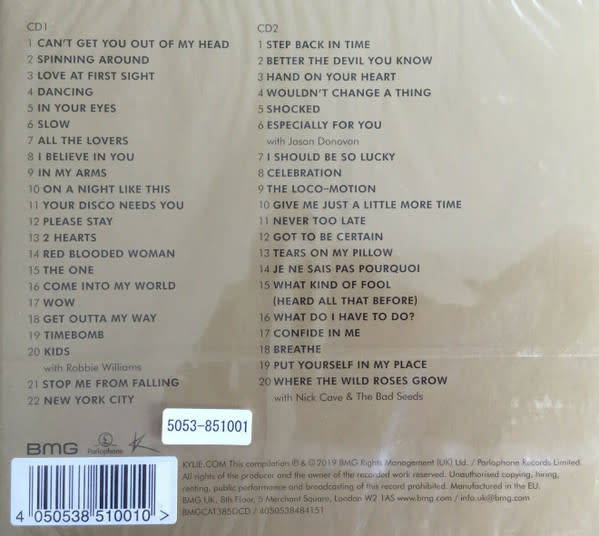 CD1
1 CAN'T GET YOU OUT OF MY HEAD
2 SPINNING AROUND
3 LOVE AT FIRST SIGHT
4 DANCING
5 IN YOUR EYES
6 SLOW
7 ALL THE LOVERS
8 I BELIEVE IN YOU
9 IN MY ARMS
10 ON A NIGHT LIKE THIS
11 YOUR DISCO NEEDS YOU
12 PLEASE STAY
13 2 HEARTS
14 RED BLOODED WOMAN
15 THE ONE
16 COME INTO MY WORLD
17 WOW
18 GET OUTTA MY WAY
19 TIMEBOMB
20 KIDS
with Robbie Williams
21 STOP ME FROM FALLING
22 NEW YORK CITY
CD2
1 STEP BACK IN TIME
2 BETTER THE DEVIL YOU KNOW
3 HAND ON YOUR HEART
4 WOULDN'T CHANGE A THING
5 SHOCKED
6 ESPECIALLY FOR YOU
with Jason Donovan
7 I SHOULD BE SO LUCKY
8 CELEBRATION
9 THE LOCO-MOTION
10 GIVE ME JUST A LITTLE MORE TIME
11 NEVER TOO LATE
12 GOT TO BE CERTAIN
13 TEARS ON MY PILLOW
14 JE NE SAIS PAS POURQUOI
15 WHAT KIND OF FOOL
(HEARD ALL THAT BEFORE)
16 WHAT DO I HAVE TO DO?
17 CONFIDE IN ME
18 BREATHE
19 PUT YOURSELF IN MY PLACE
20 WHERE THE WILD ROSES GROW
with Nick Cave & The Bad Seeds
5053-851001
BMG Parlophone K
KYLIE.COM This compilation ℗ & © 2019 BMG Rights Management (UK) Ltd. / Parlophone Records Limited.
All rights of the producer and the owner of the recorded work reserved. Unauthorised copying, hiring,
renting, public performance and broadcasting of this record prohibited. Manufactured in the EU.
BMG UK, 8th Floor, 5 Merchant Square, London W2 1AS www.bmg.com / info.uk@bmg.com
BMGCAT385DCD / 4050538484151
4 050538 510010 >